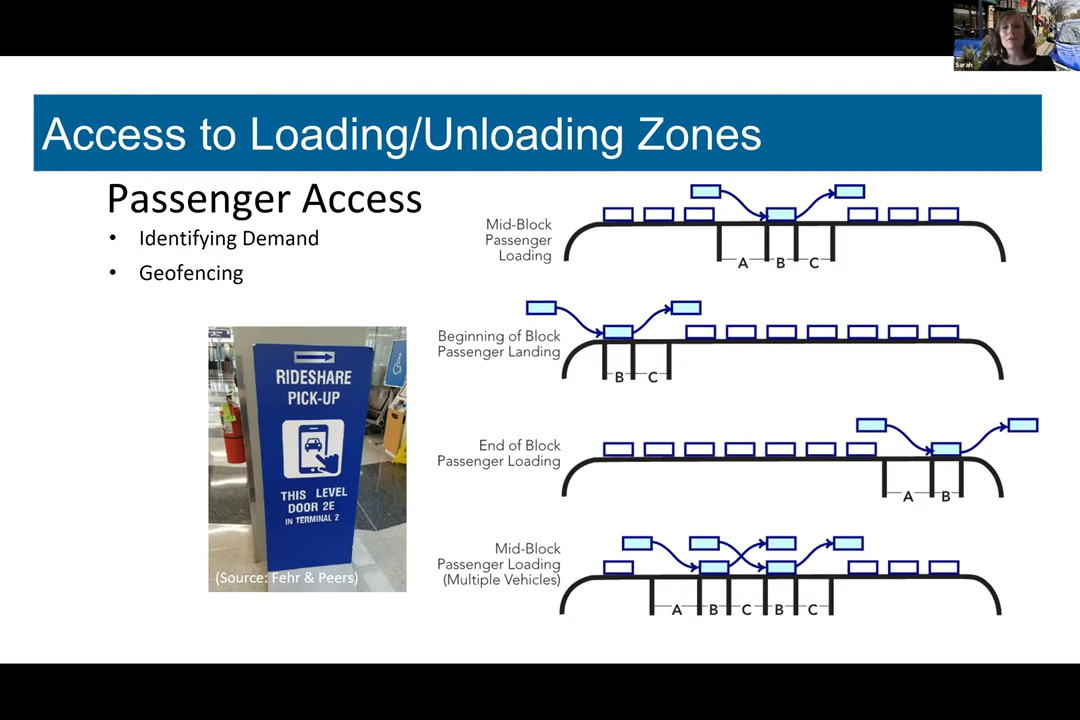 Sarah
Access to Loading/Unloading Zones
Passenger Access
• Identifying Demand
• Geofencing
RIDESHARE
PICK-UP
THIS LEVEL
DOOR 2E
IN TERMINAL 2
(Source: Fehr & Peers)
Mid-Block
Passenger
Loading
A B C
Beginning of Block
Passenger Landing
B C
End of Block
Passenger Loading
A B
Mid-Block
Passenger Loading
(Multiple Vehicles)
A B C B C